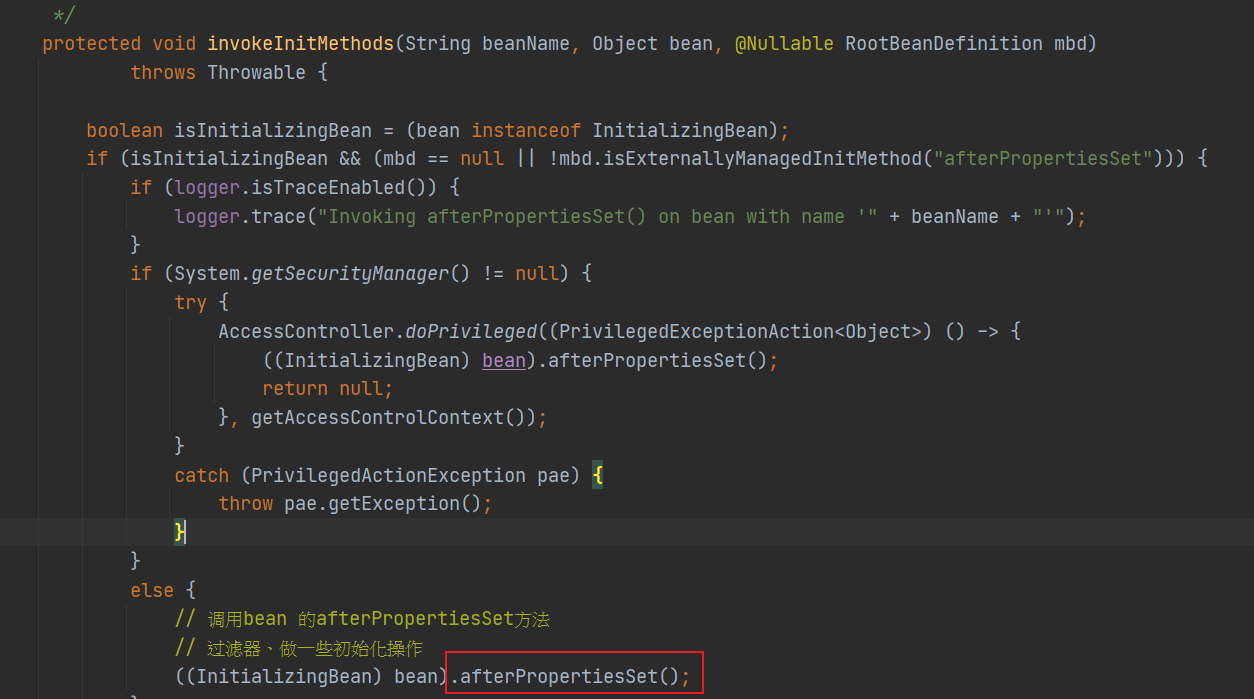 */
protected void invokeInitMethods(String beanName, Object bean, @Nullable RootBeanDefinition mbd)
throws Throwable {
boolean isInitializingBean = (bean instanceof InitializingBean);
if (isInitializingBean && (mbd == null || !mbd.isExternallyManagedInitMethod("afterPropertiesSet"))) {
if (logger.isTraceEnabled()) {
logger.trace("Invoking afterPropertiesSet() on bean with name '" + beanName + "'");
}
if (System.getSecurityManager() != null) {
try {
AccessController.doPrivileged((PrivilegedExceptionAction<Object>) () -> {
((InitializingBean) bean).afterPropertiesSet();
return null;
}, getAccessControlContext());
}
catch (PrivilegedActionException pae) {
throw pae.getException();
}
}
else {
// 调用bean 的afterPropertiesSet方法
// 过滤器、做一些初始化操作
((InitializingBean) bean).afterPropertiesSet();